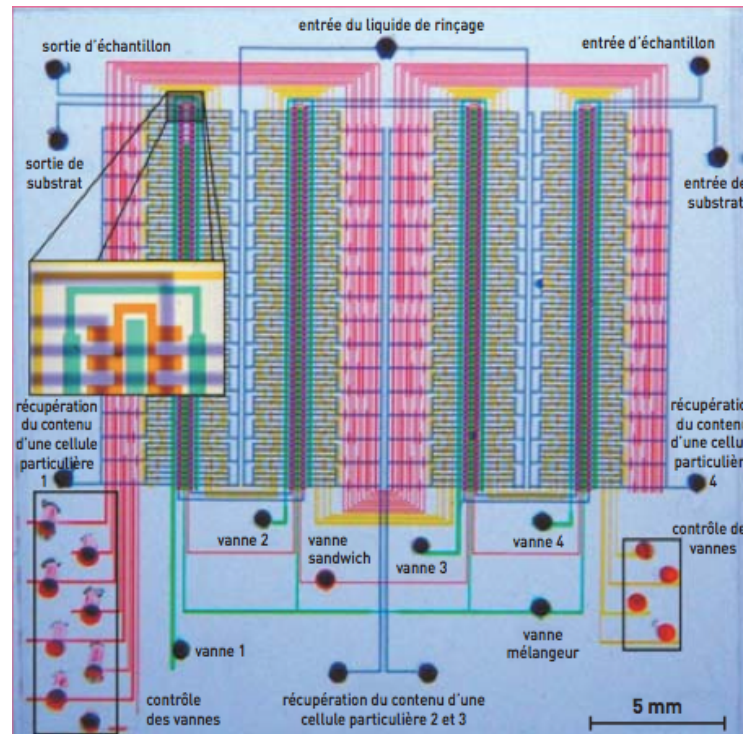 entrée du liquide de rinçage
sortie d'échantillon
entrée d'échantillon
sortie de
substrat
entrée de
substrat
récupération
du contenu
d'une cellule
particulière
1
récupération
du contenu
d'une cellule
particulière
4
vanne 2
vanne
sandwich
vanne 3
vanne 4
contrôle de
vannes
vanne 1
vanne
mélangeur
contrôle
des vannes
récupération du contenu d'une
cellule particulière 2 et 3
5 mm